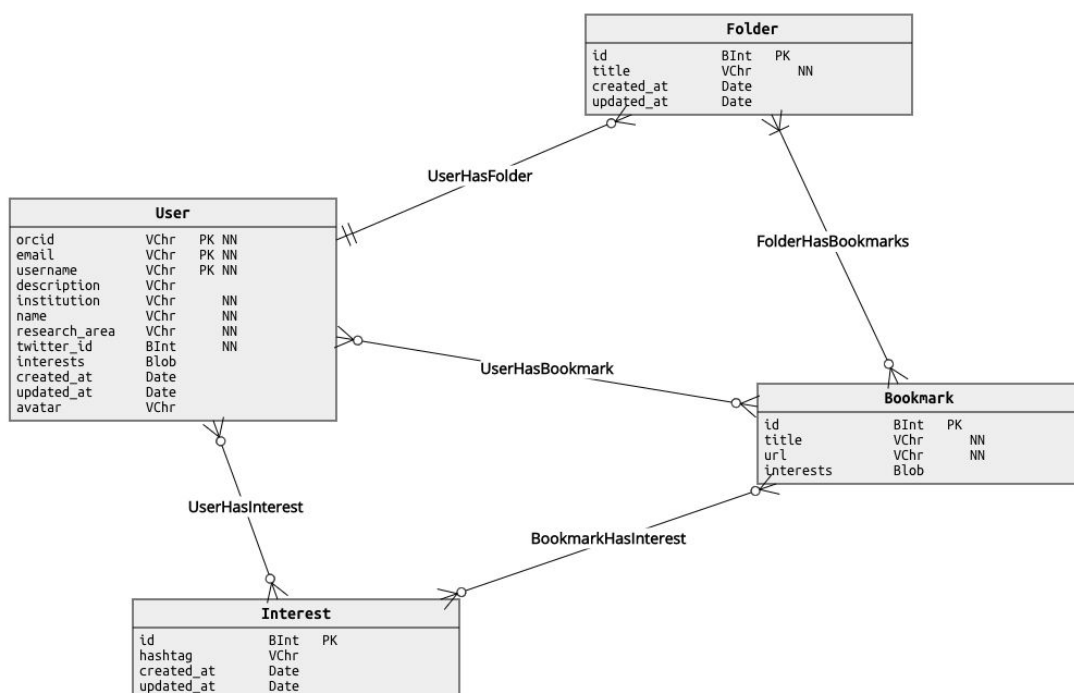 Folder
id BInt PK
title VChr NN
created_at Date
updated_at Date
UserHasFolder
User
orcid VChr PK NN
email VChr PK NN
username VChr PK NN
description VChr
institution VChr NN
name VChr NN
research_area VChr NN
twitter_id BInt NN
interests Blob
created_at Date
updated_at Date
avatar VChr
FolderHasBookmarks
UserHasBookmark
Bookmark
id BInt PK
title VChr NN
url VChr NN
interests Blob
UserHasInterest
BookmarkHasInterest
Interest
id BInt PK
hashtag VChr
created_at Date
updated_at Date